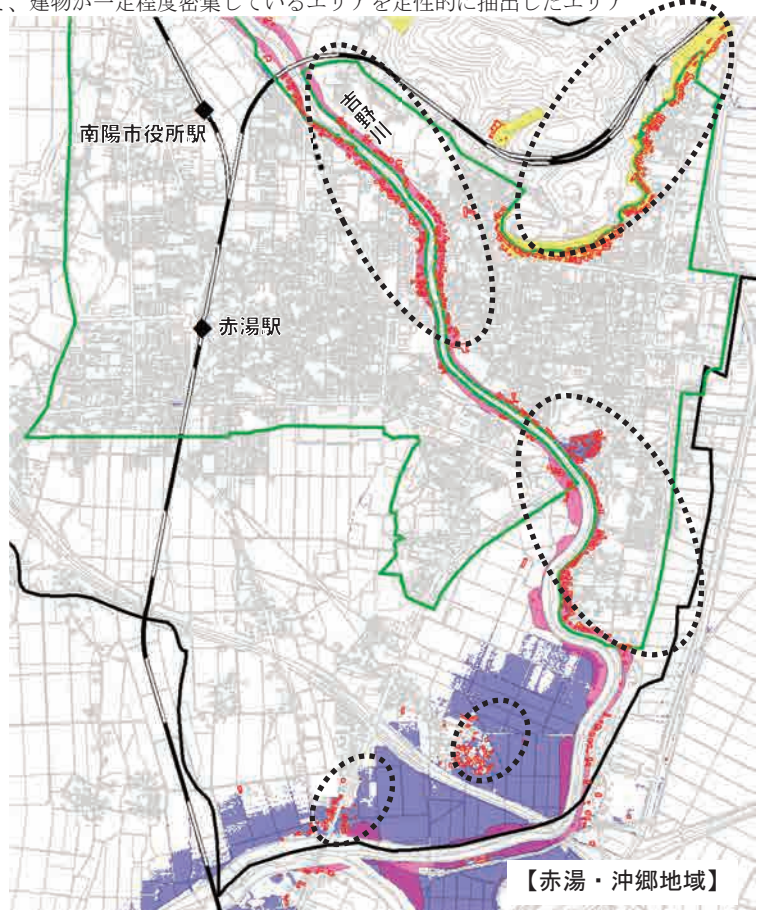 、建物が一定程度密集しているエリアを定性的に抽出したエリア
吉野川
南陽市役所駅
赤湯駅
【赤湯・沖郷地域】